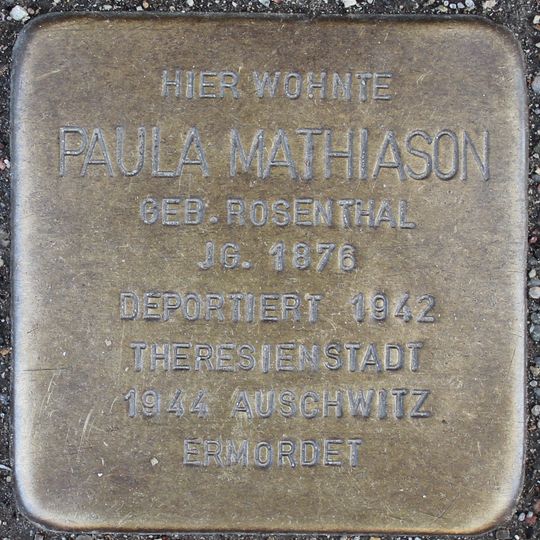 HIER WOHNTE
PAULA MATHIASON
GEB. ROSENTHAL
JG. 1876
DEPORTIERT 1942
THERESIENSTADT
1944 AUSCHWITZ
ERMORDET